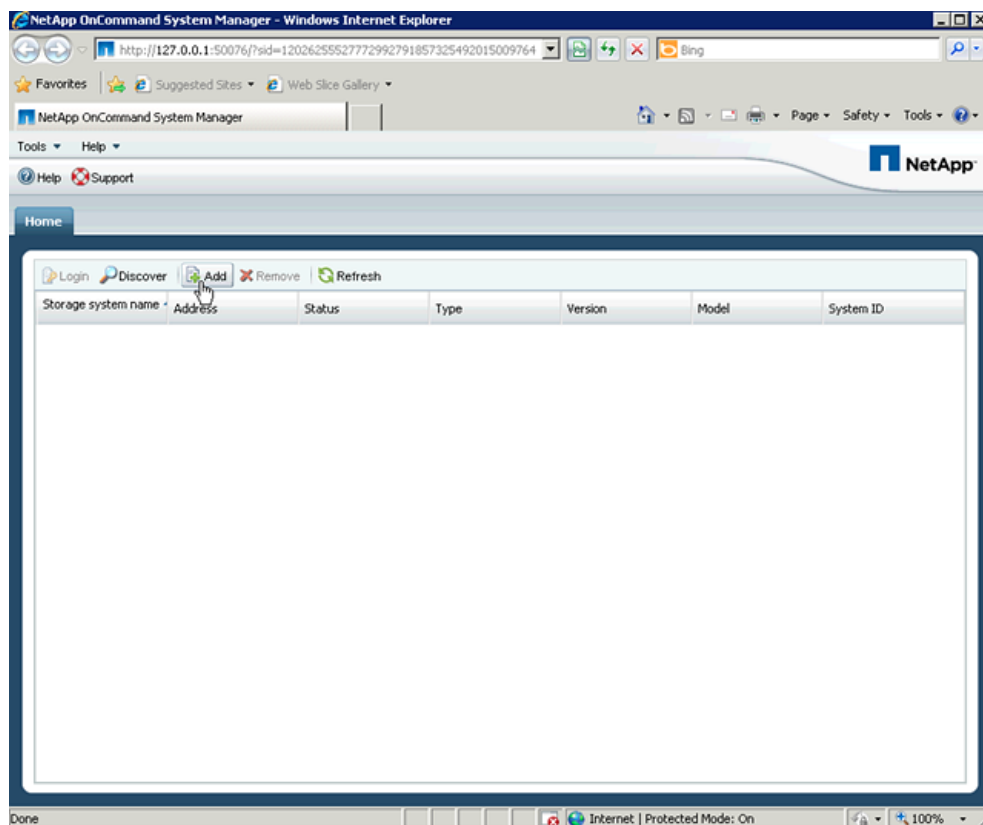 NetApp OnCommand System Manager - Windows Internet Explorer
http://127.0.0.1:50076/?sid=12026255527772992791857325492015009764
Bing
Favorites Suggested Sites Web Slice Gallery
NetApp OnCommand System Manager
Page Safety Tools
Tools Help
NetApp
Help Support
Home
Login Discover Add Remove Refresh
Storage system name Address Status Type Version Model System ID
Done Internet | Protected Mode: On 100%